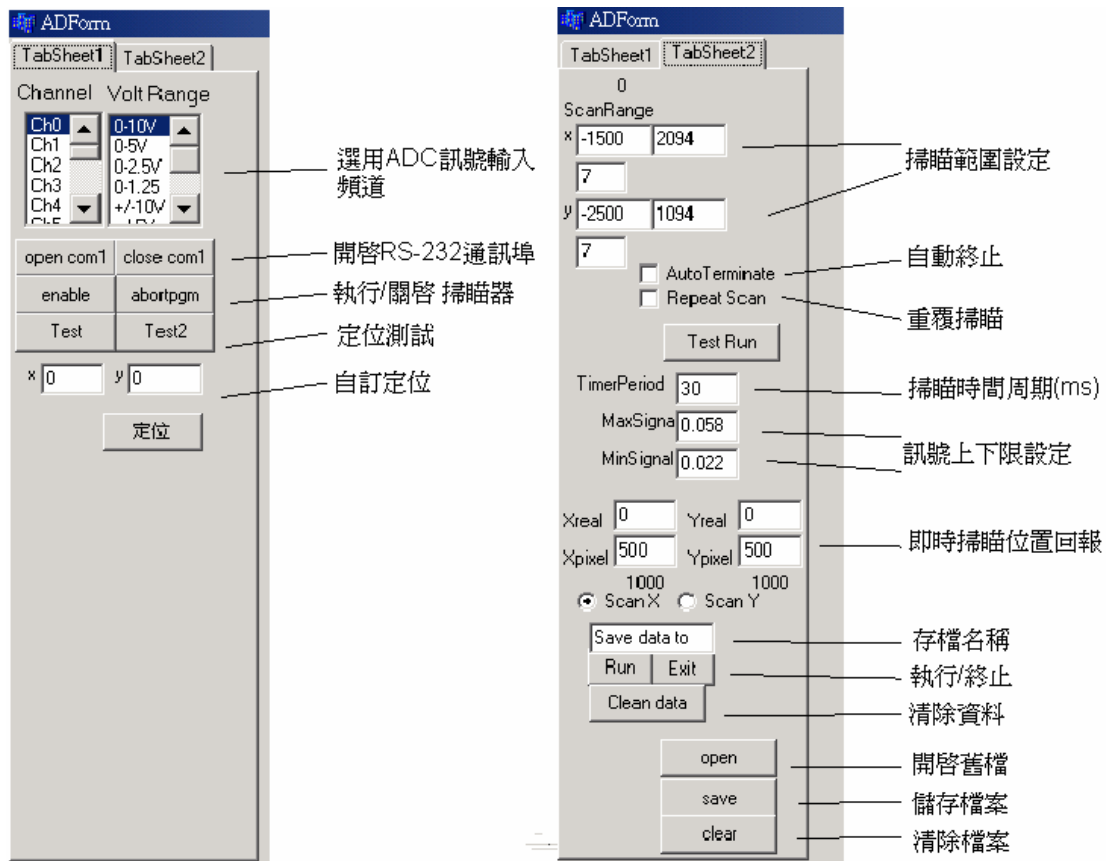 ADForm
TabSheet1 TabSheet2
Channel Volt Range
Ch0 0-10V
Ch1 0-5V
Ch2 0-2.5V
Ch3 0-1.25
Ch4 +/-10V
選用ADC訊號輸入
頻道
open com1 close com1
開啓RS-232通訊埠
enable abortpgm
執行/關啓 掃瞄器
Test Test2
定位測試
x 0 y 0
自訂定位
定位
ADForm
TabSheet1 TabSheet2
0
ScanRange
x -1500 2094
7
掃瞄範圍設定
y -2500 1094
7
AutoTerminate
自動終止
Repeat Scan
重覆掃瞄
Test Run
TimerPeriod 30
掃瞄時間周期(ms)
MaxSigna 0.058
MinSignal 0.022
訊號上下限設定
Xreal 0 Yreal 0
Xpixel 500 Ypixel 500
即時掃瞄位置回報
1000 1000
Scan X Scan Y
Save data to
存檔名稱
Run Exit
執行/終止
Clean data
清除資料
open
開啓舊檔
save
儲存檔案
clear
清除檔案